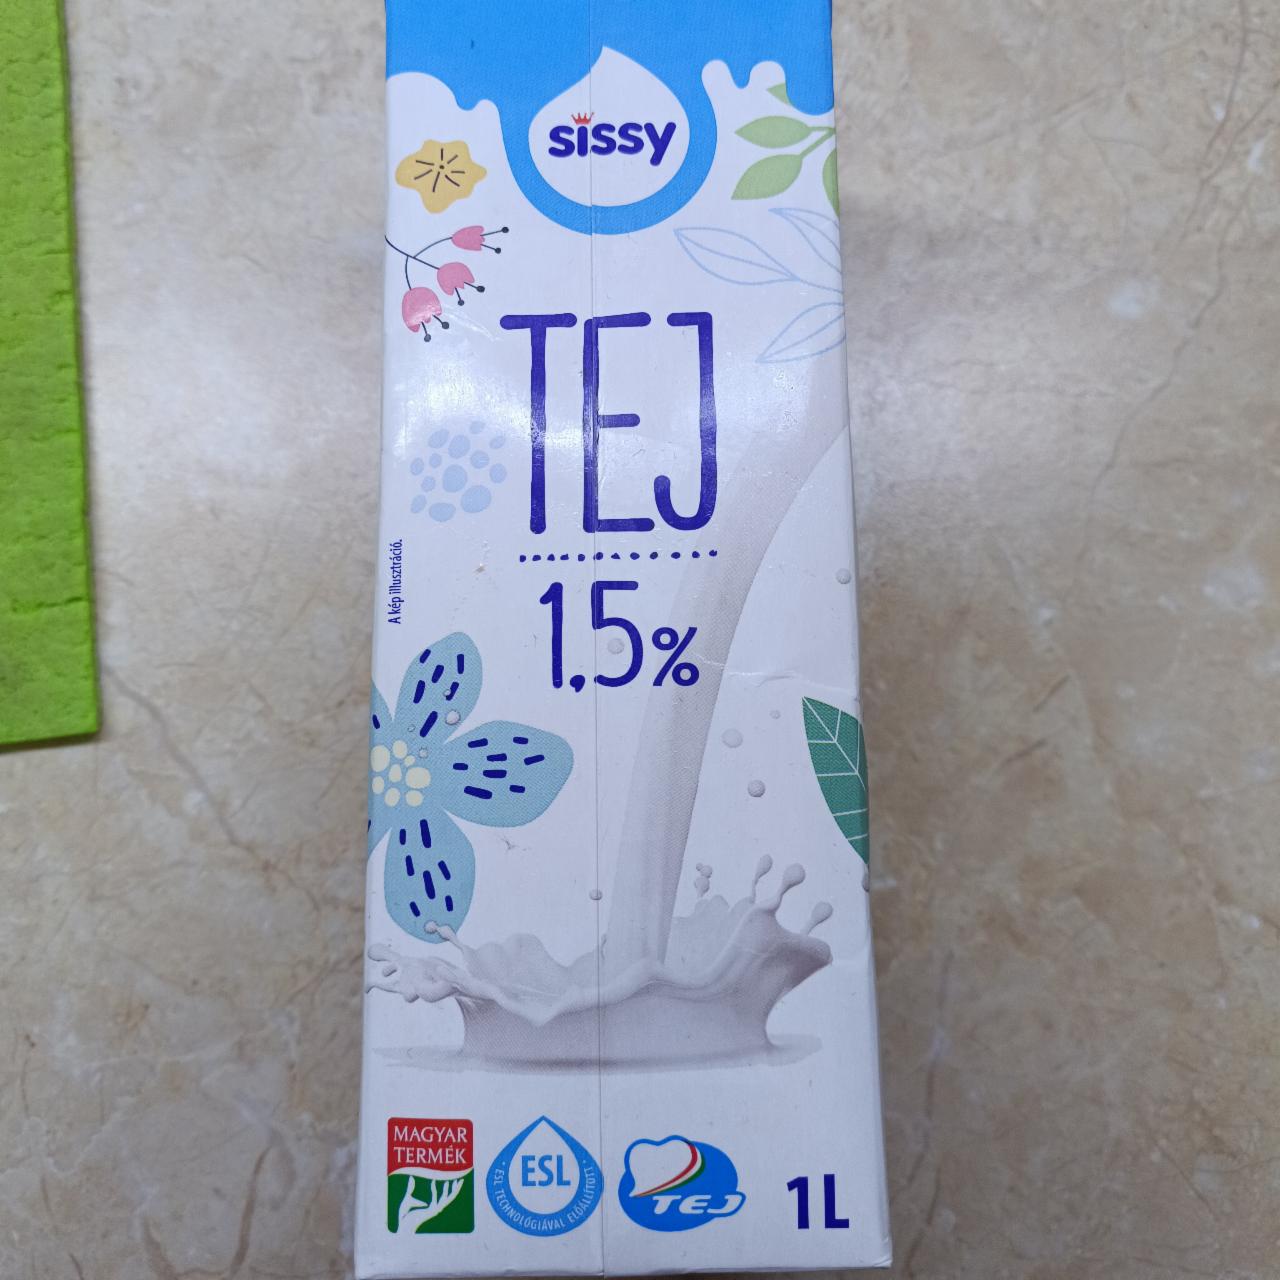 sissy
TEJ
1,5%
A kép illusztráció.
MAGYAR
TERMÉK
ESL
• ESL TECHNOLÓGIÁVAL ELŐÁLLÍTOTT •
TEJ
1L